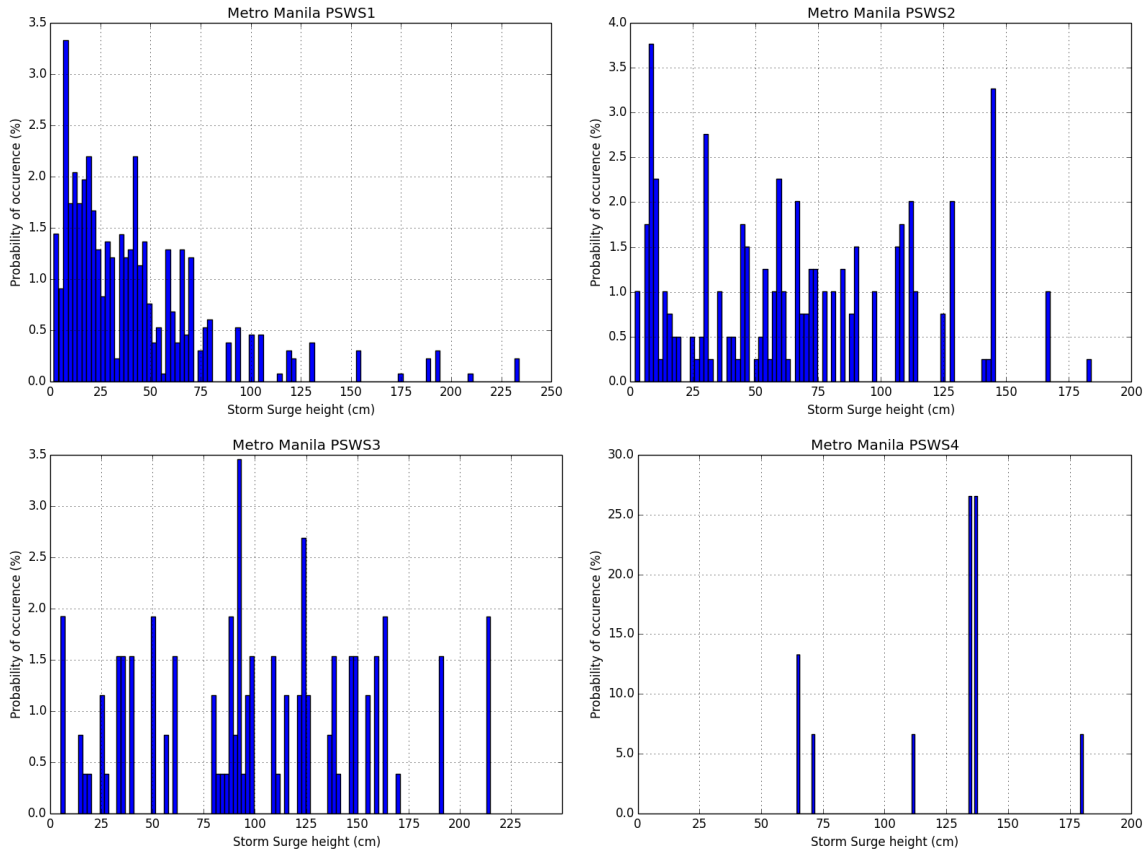 Metro Manila PSWS1
3.5
3.0
2.5
2.0
1.5
1.0
0.5
0.0
Probability of occurence (%)
0 25 50 75 100 125 150 175 200 225 250
Storm Surge height (cm)
Metro Manila PSWS2
4.0
3.5
3.0
2.5
2.0
1.5
1.0
0.5
0.0
Probability of occurence (%)
0 25 50 75 100 125 150 175 200
Storm Surge height (cm)
Metro Manila PSWS3
3.5
3.0
2.5
2.0
1.5
1.0
0.5
0.0
Probability of occurence (%)
0 25 50 75 100 125 150 175 200 225
Storm Surge height (cm)
Metro Manila PSWS4
30.0
25.0
20.0
15.0
10.0
5.0
0.0
Probability of occurence (%)
0 25 50 75 100 125 150 175 200
Storm Surge height (cm)